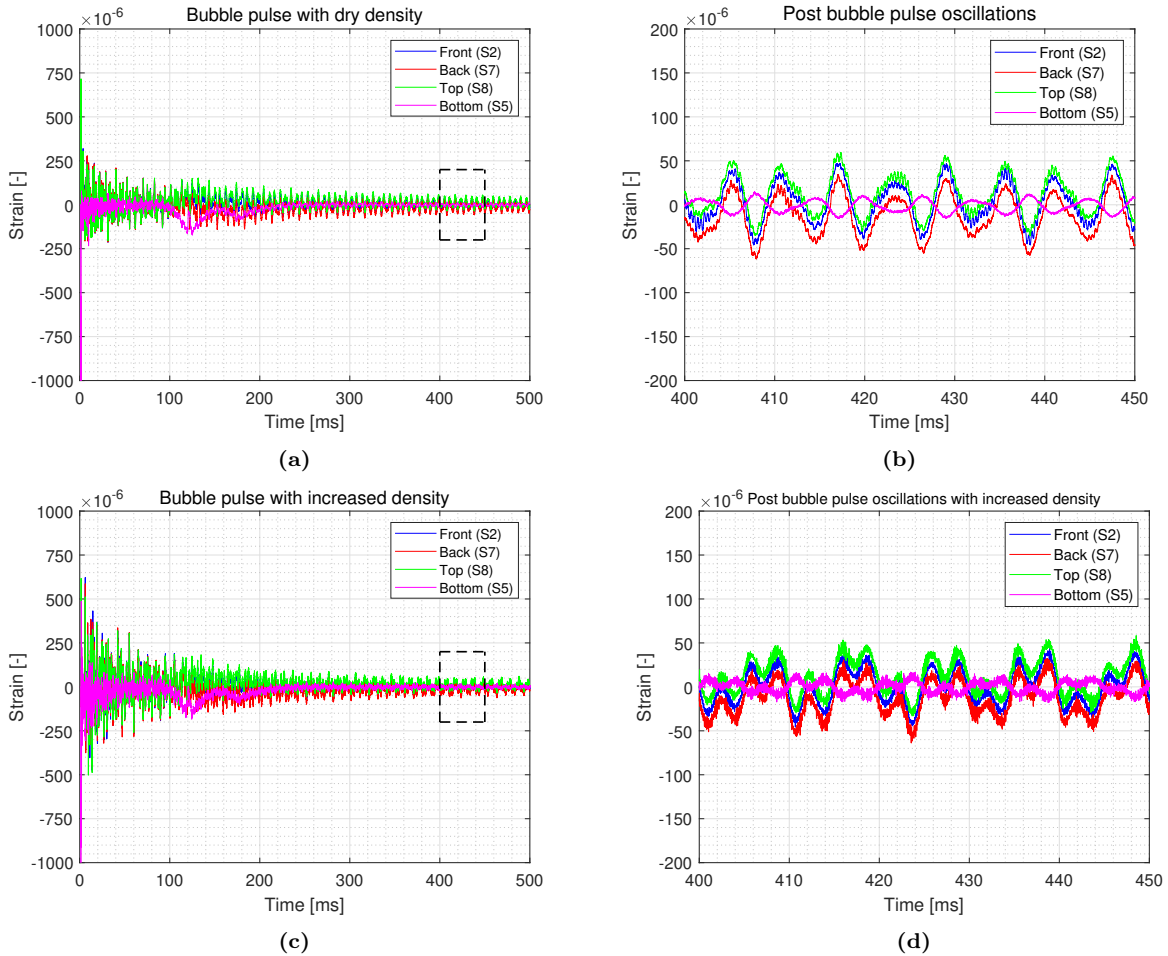 Bubble pulse with dry density
×10⁻⁶
1000
750
500
250
0
-250
-500
-750
-1000
Strain [-]
Front (S2)
Back (S7)
Top (S8)
Bottom (S5)
0 100 200 300 400 500
Time [ms]
(a)
Post bubble pulse oscillations
×10⁻⁶
200
150
100
50
0
-50
-100
-150
-200
Strain [-]
Front (S2)
Back (S7)
Top (S8)
Bottom (S5)
400 410 420 430 440 450
Time [ms]
(b)
Bubble pulse with increased density
×10⁻⁶
1000
750
500
250
0
-250
-500
-750
-1000
Strain [-]
Front (S2)
Back (S7)
Top (S8)
Bottom (S5)
0 100 200 300 400 500
Time [ms]
(c)
Post bubble pulse oscillations with increased density
×10⁻⁶
200
150
100
50
0
-50
-100
-150
-200
Strain [-]
Front (S2)
Back (S7)
Top (S8)
Bottom (S5)
400 410 420 430 440 450
Time [ms]
(d)